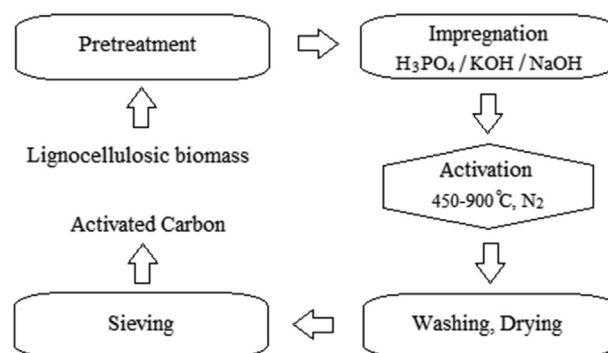 Pretreatment
Impregnation
H₃PO₄ / KOH / NaOH
Lignocellulosic biomass
Activation
450-900℃, N₂
Activated Carbon
Sieving
Washing, Drying